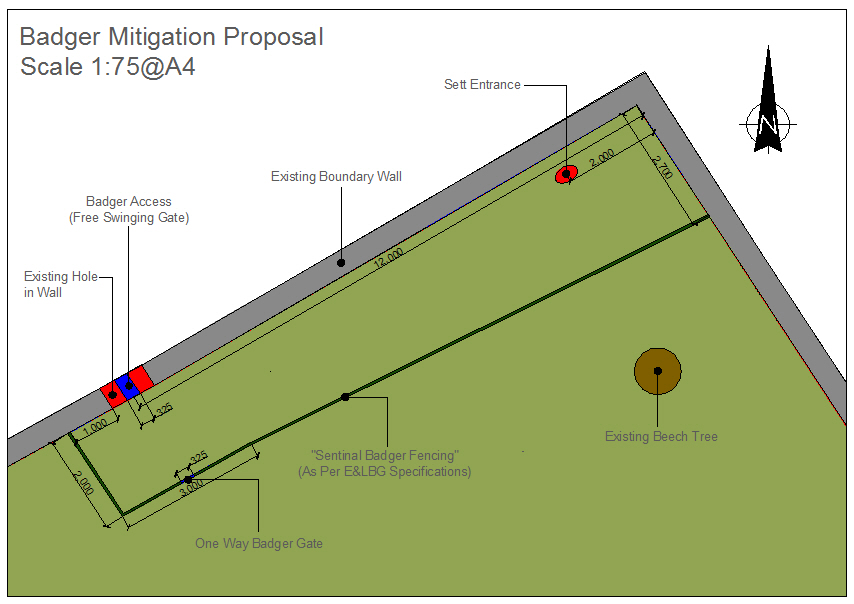 Badger Mitigation Proposal
Scale 1:75@A4
Sett Entrance
N
2.000
2.700
Existing Boundary Wall
Badger Access
(Free Swinging Gate)
12.000
Existing Hole
in Wall
325
1.000
Existing Beech Tree
325
"Sentinal Badger Fencing"
(As Per E&LBG Specifications)
2.000
3.000
One Way Badger Gate